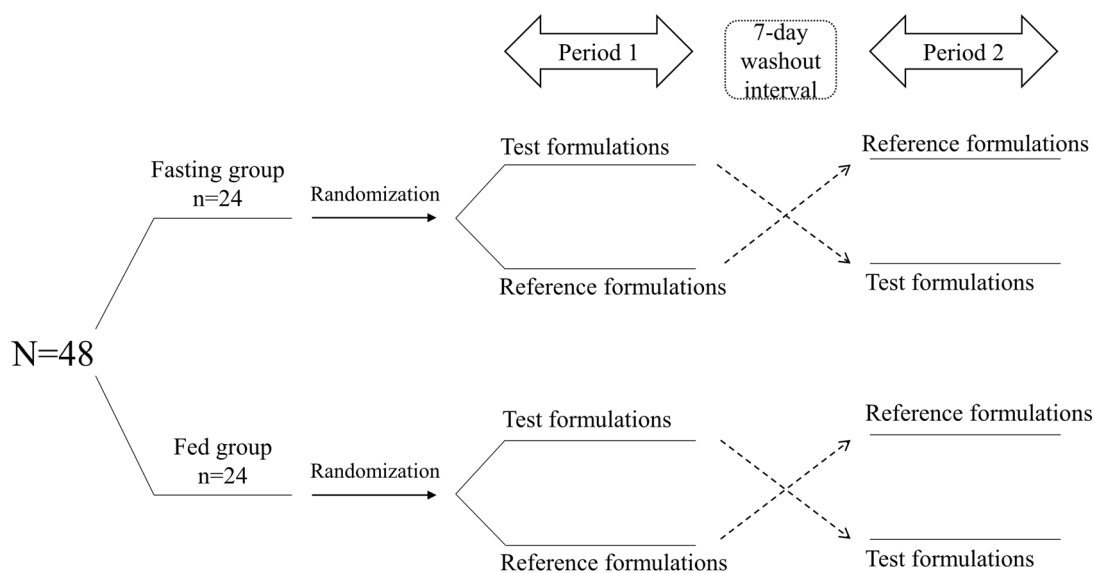 Period 1
7-day
washout
interval
Period 2
Test formulations
Reference formulations
Fasting group
n=24
Randomization
Reference formulations
Test formulations
N=48
Test formulations
Reference formulations
Fed group
n=24
Randomization
Reference formulations
Test formulations